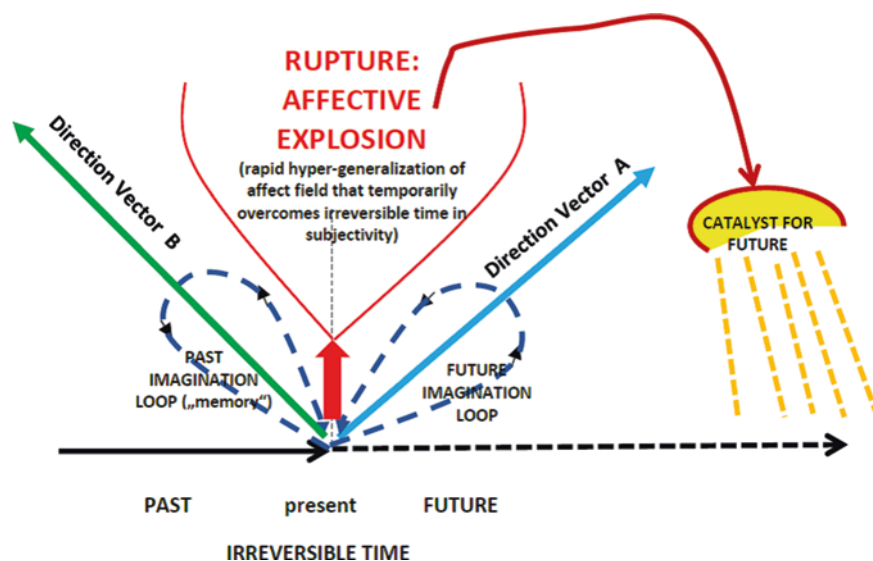 RUPTURE:
AFFECTIVE
EXPLOSION
(rapid hyper-generalization of
affect field that temporarily
overcomes irreversible time in
subjectivity)
Direction Vector B
Direction Vector A
CATALYST FOR
FUTURE
PAST
IMAGINATION
LOOP („memory“)
FUTURE
IMAGINATION
LOOP
PAST present FUTURE
IRREVERSIBLE TIME